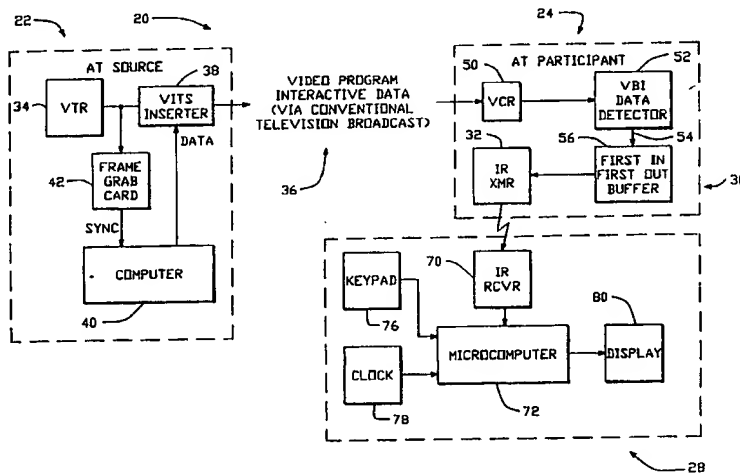 22
20
24
AT SOURCE
34
VTR
38
VITS
INSERTER
DATA
42
FRAME
GRAB
CARD
SYNC
COMPUTER
40
VIDEO PROGRAM
INTERACTIVE DATA
(VIA CONVENTIONAL
TELEVISION BROADCAST)
36
AT PARTICIPANT
50
VCR
52
VBI
DATA
DETECTOR
54
56
FIRST IN
FIRST OUT
BUFFER
32
IR
XMR
70
IR
RCVR
KEYPAD
76
CLOCK
78
MICROCOMPUTER
72
80
DISPLAY
28